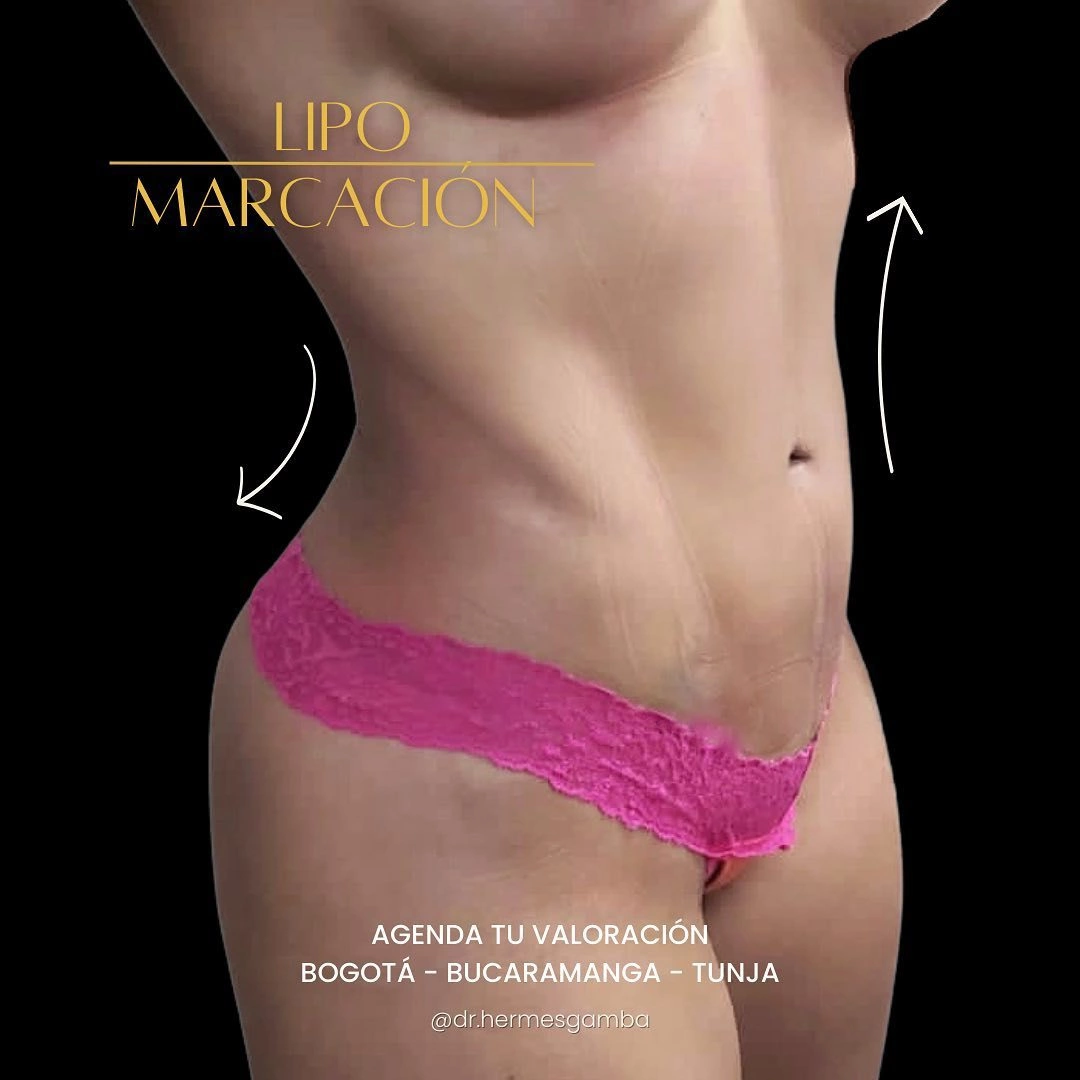 LIPO
MARCACIÓN
AGENDA TU VALORACIÓN
BOGOTÁ - BUCARAMANGA - TUNJA
@dr.hermesgamba